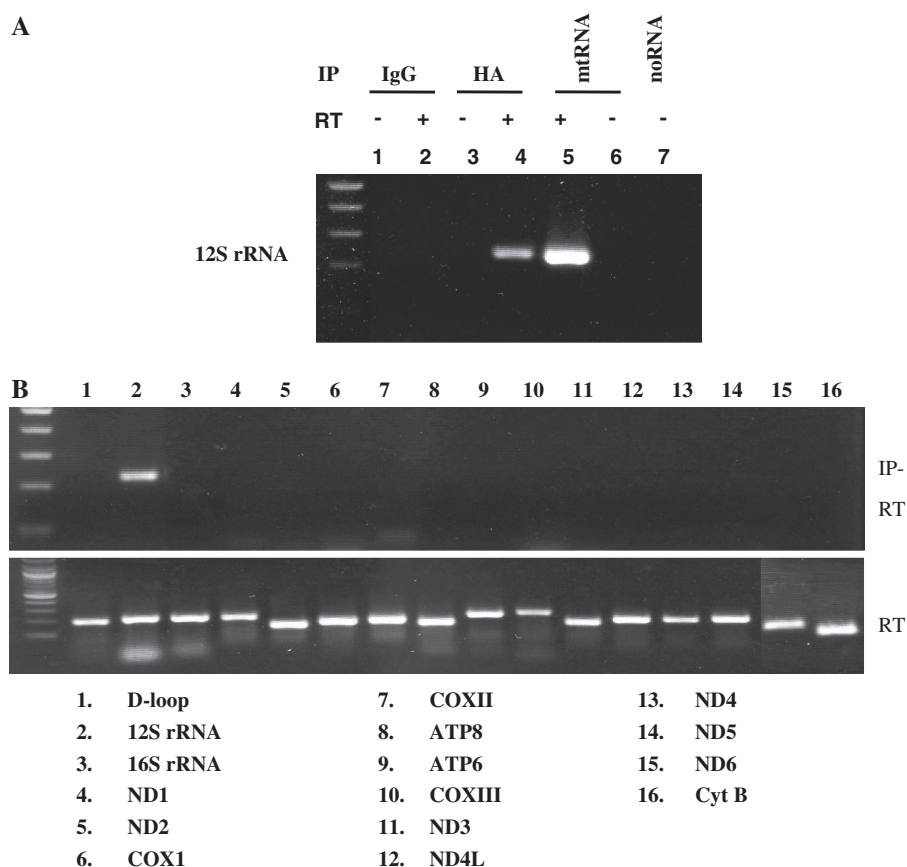 A
IP IgG HA mtRNA noRNA
RT - + - + + - -
1 2 3 4 5 6 7
12S rRNA
B 1 2 3 4 5 6 7 8 9 10 11 12 13 14 15 16
IP-
RT
RT
1. D-loop 7. COXII 13. ND4
2. 12S rRNA 8. ATP8 14. ND5
3. 16S rRNA 9. ATP6 15. ND6
4. ND1 10. COXIII 16. Cyt B
5. ND2 11. ND3
6. COX1 12. ND4L